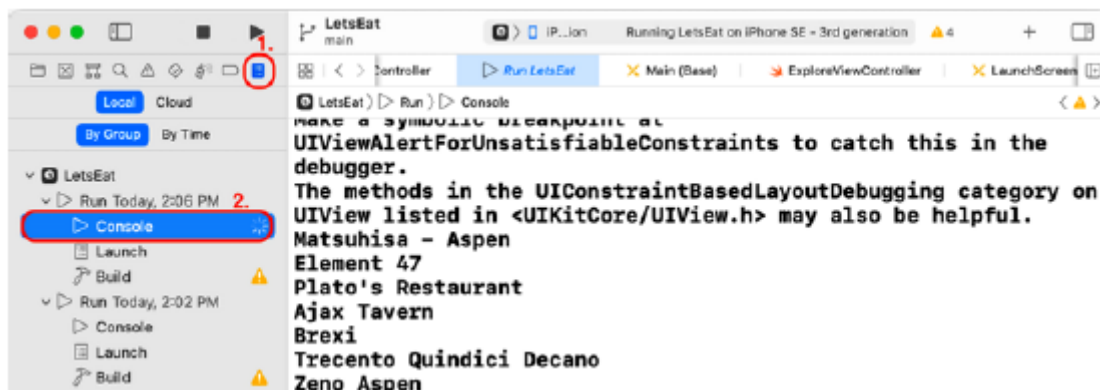 LetsEat
main
iP...ion
Running LetsEat on iPhone SE – 3rd generation
4
1.
ontroller
Run LetsEat
Main (Base)
ExploreViewController
LaunchScreen
Local
Cloud
LetsEat
Run
Console
By Group
By Time
LetsEat
Run Today, 2:06 PM
2.
Console
Launch
Build
Run Today, 2:02 PM
Console
Launch
Build
Make a symbolic breakpoint at
UIViewAlertForUnsatisfiableConstraints to catch this in the
debugger.
The methods in the UIConstraintBasedLayoutDebugging category on
UIView listed in <UIKitCore/UIView.h> may also be helpful.
Matsuhisa – Aspen
Element 47
Plato's Restaurant
Ajax Tavern
Brexi
Trecento Quindici Decano
Zeno Aspen